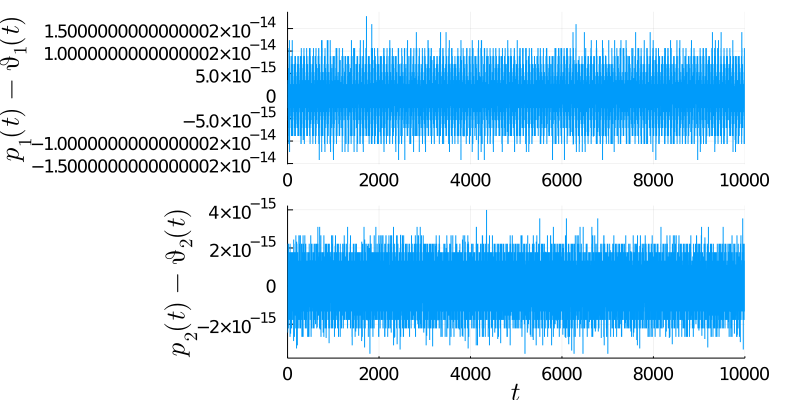 p₁(t) − ϑ₁(t)
1.5000000000000002×10⁻¹⁴
1.0000000000000002×10⁻¹⁴
5.0×10⁻¹⁵
0
−5.0×10⁻¹⁵
−1.0000000000000002×10⁻¹⁴
−1.5000000000000002×10⁻¹⁴
0 2000 4000 6000 8000 10000
p₂(t) − ϑ₂(t)
4×10⁻¹⁵
2×10⁻¹⁵
0
−2×10⁻¹⁵
0 2000 4000 6000 8000 10000
t